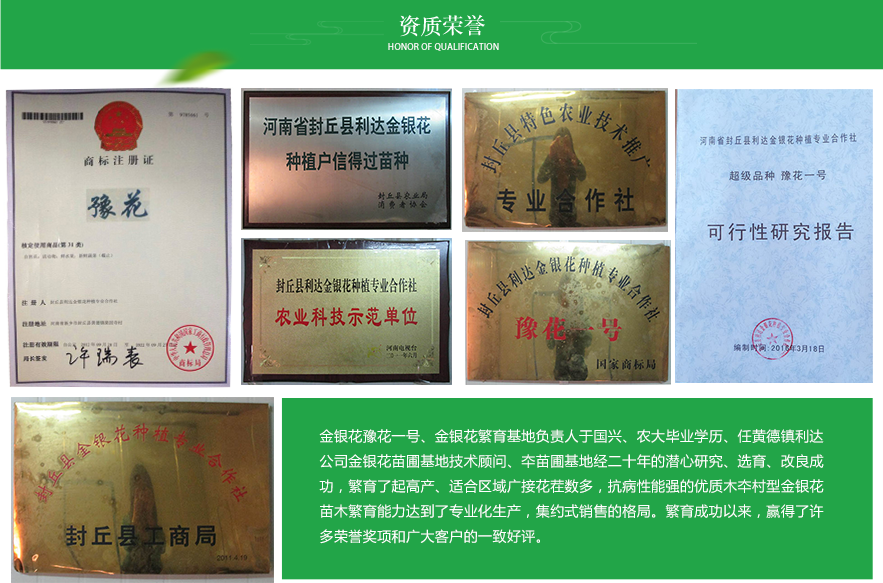 资质荣誉
HONOR OF QUALIFICATION
商标注册证
豫花
核定使用商品(第31类)
注册人
注册地址
注册有效期限
局长签发
河南省封丘县利达金银花
种植户信得过苗种
封丘县农业局
消费者协会
封丘县特色农业技术推广
专业合作社
封丘县利达金银花种植专业合作社
农业科技示范单位
河南电视台
封丘县利达金银花种植专业合作社
豫花一号
国家商标局
河南省封丘县利达金银花种植专业合作社
超级品种 豫花一号
可行性研究报告
编制时间:2016年3月18日
封丘县金银花种植专业合作社
封丘县工商局
2011.4.19
金银花豫花一号、金银花繁育基地负责人于国兴、农大毕业学历、任黄德镇利达
公司金银花苗圃基地技术顾问、夲苗圃基地经二十年的潜心研究、选育、改良成
功，繁育了起高产、适合区域广接花茬数多，抗病性能强的优质木夲村型金银花
苗木繁育能力达到了专业化生产，集约式销售的格局。繁育成功以来，赢得了许
多荣誉奖项和广大客户的一致好评。